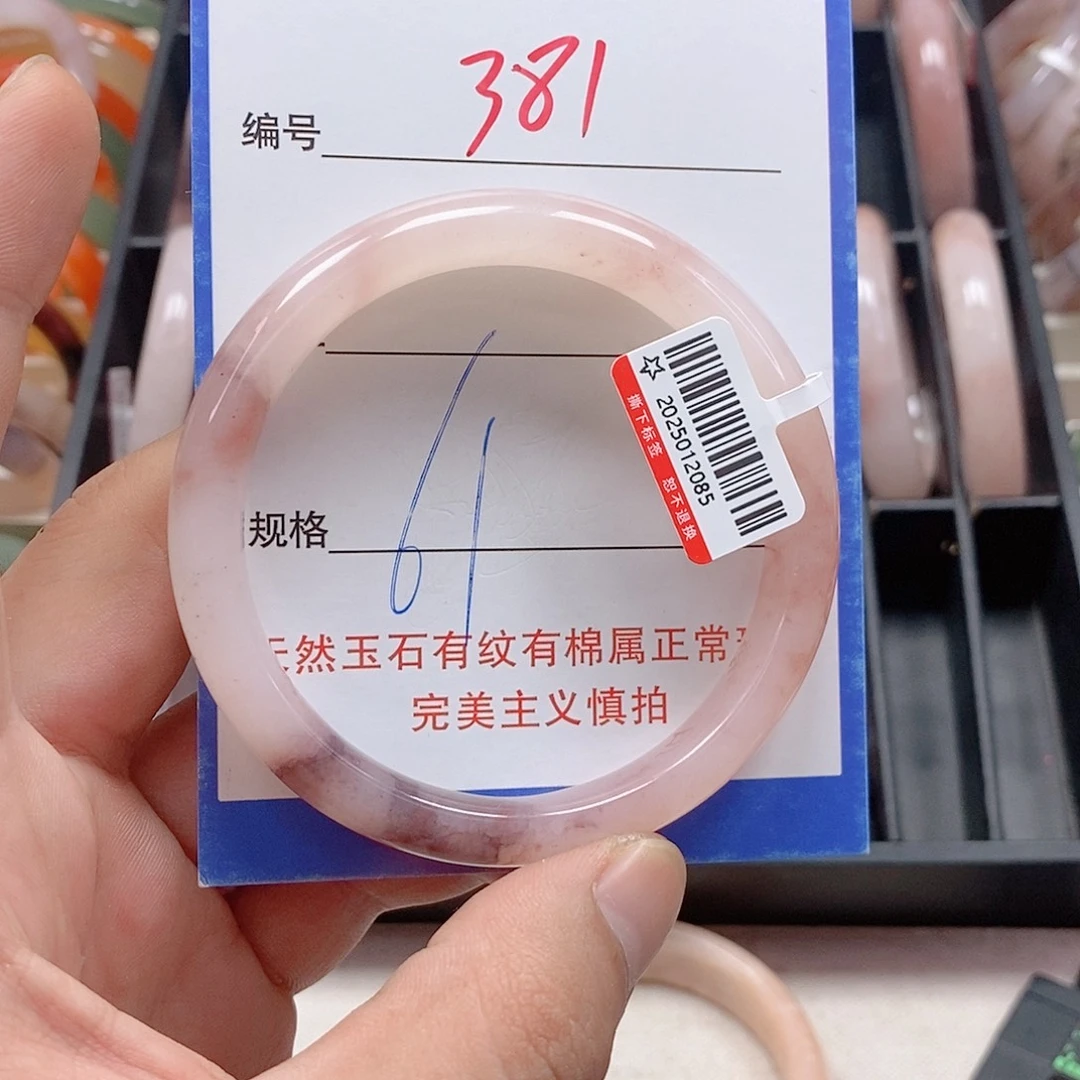 编号 381
☆ 2025012085
撕下标签 恕不退换
规格 61
天然玉石有纹有棉属正常
完美主义慎拍